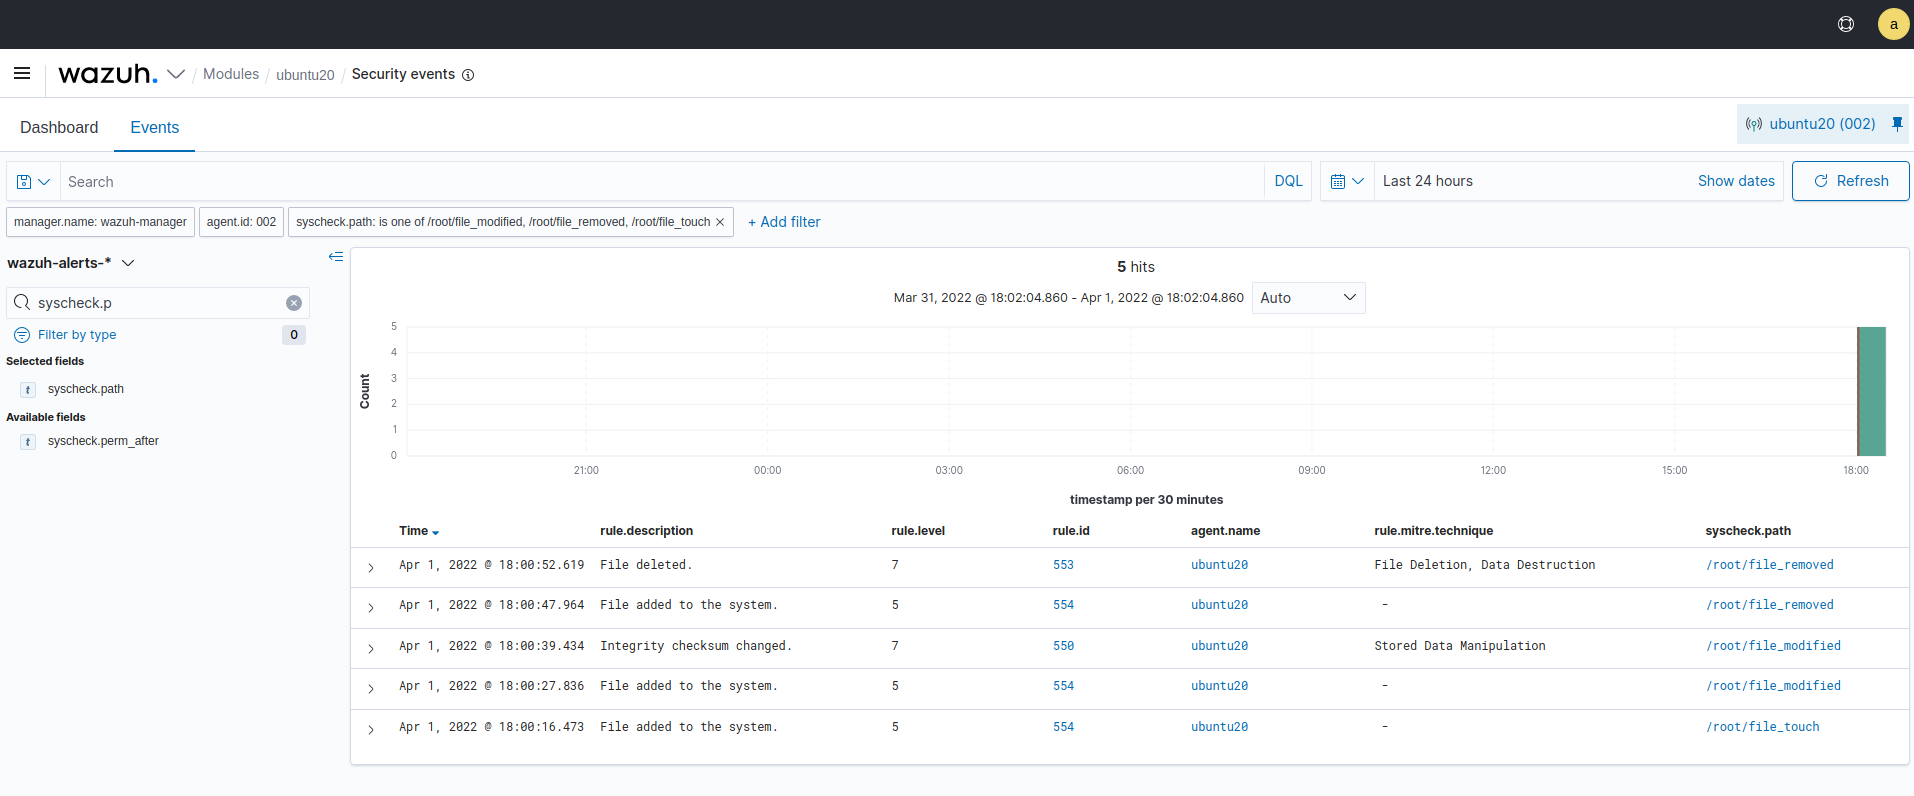 a
wazuh. / Modules / ubuntu20 / Security events
Dashboard Events
ubuntu20 (002)
Search DQL Last 24 hours Show dates Refresh
manager.name: wazuh-manager agent.id: 002 syscheck.path: is one of /root/file_modified, /root/file_removed, /root/file_touch × + Add filter
wazuh-alerts-*
syscheck.p
Filter by type 0
Selected fields
t syscheck.path
Available fields
t syscheck.perm_after
5 hits
Mar 31, 2022 @ 18:02:04.860 - Apr 1, 2022 @ 18:02:04.860 Auto
Count
5
4
3
2
1
0
21:00 00:00 03:00 06:00 09:00 12:00 15:00 18:00
timestamp per 30 minutes
Time rule.description rule.level rule.id agent.name rule.mitre.technique syscheck.path
Apr 1, 2022 @ 18:00:52.619 File deleted. 7 553 ubuntu20 File Deletion, Data Destruction /root/file_removed
Apr 1, 2022 @ 18:00:47.964 File added to the system. 5 554 ubuntu20 - /root/file_removed
Apr 1, 2022 @ 18:00:39.434 Integrity checksum changed. 7 550 ubuntu20 Stored Data Manipulation /root/file_modified
Apr 1, 2022 @ 18:00:27.836 File added to the system. 5 554 ubuntu20 - /root/file_modified
Apr 1, 2022 @ 18:00:16.473 File added to the system. 5 554 ubuntu20 - /root/file_touch